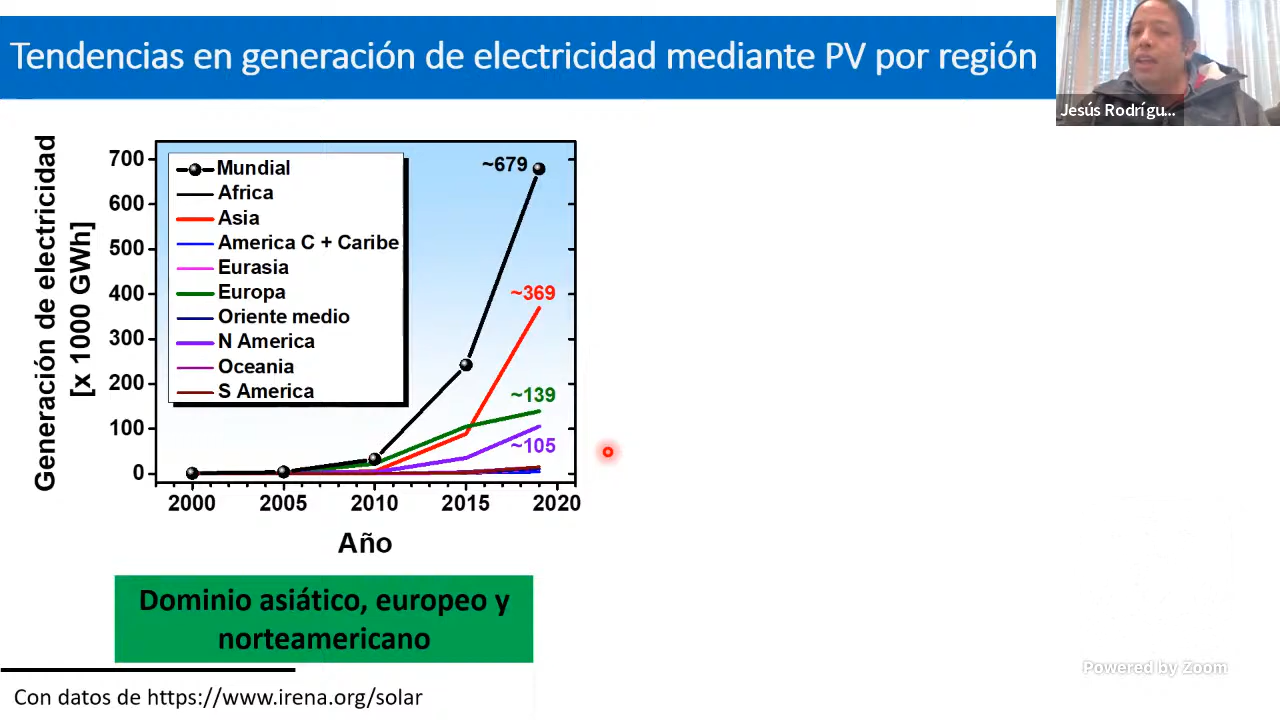 Tendencias en generación de electricidad mediante PV por región
Jesús Rodrígu...
Generación de electricidad
[x 1000 GWh]
700
600
500
400
300
200
100
0
Mundial
Africa
Asia
America C + Caribe
Eurasia
Europa
Oriente medio
N America
Oceania
S America
~679
~369
~139
~105
2000
2005
2010
2015
2020
Año
Dominio asiático, europeo y
norteamericano
Con datos de https://www.irena.org/solar
Powered by Zoom